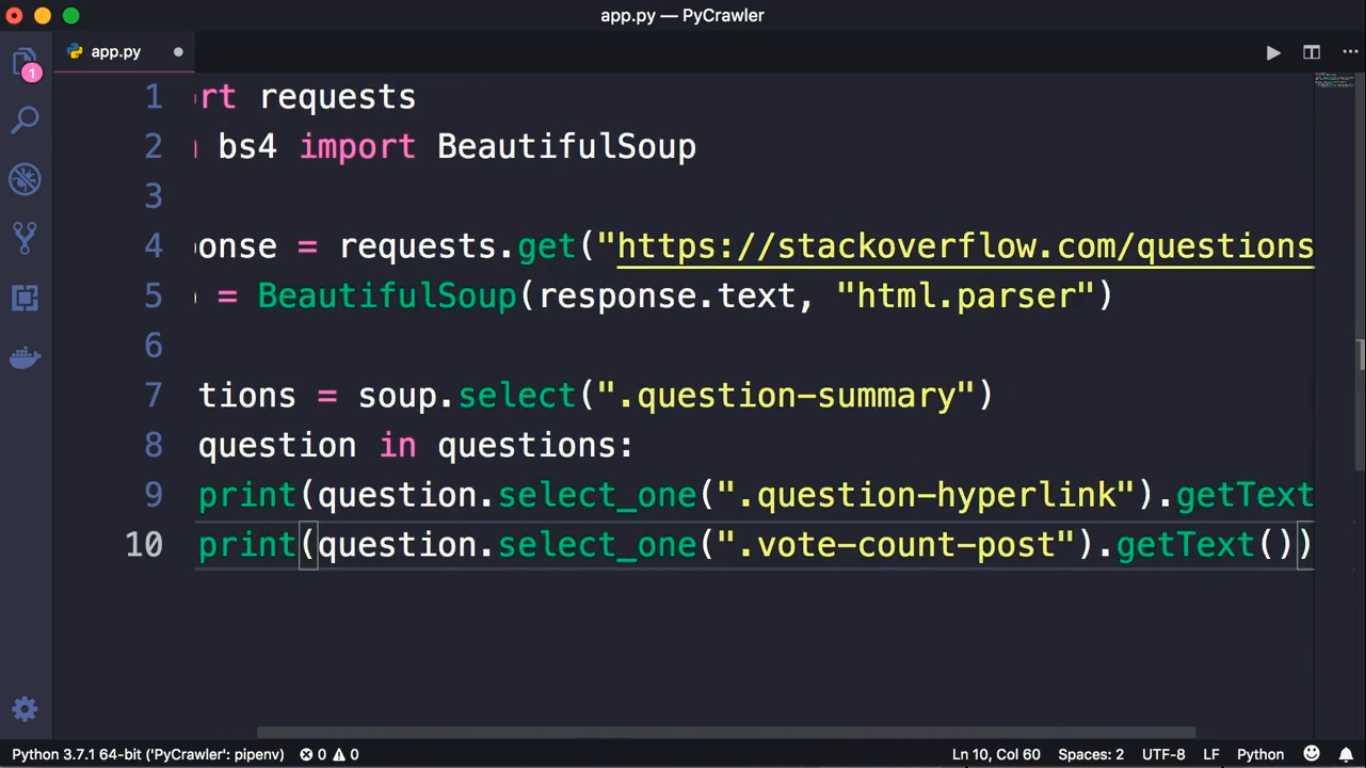 app.py — PyCrawler
app.py
1
1 rt requests
2 bs4 import BeautifulSoup
3
4 onse = requests.get("https://stackoverflow.com/questions
5 = BeautifulSoup(response.text, "html.parser")
6
7 tions = soup.select(".question-summary")
8 question in questions:
9 print(question.select_one(".question-hyperlink").getText
10 print(question.select_one(".vote-count-post").getText())
Python 3.7.1 64-bit ('PyCrawler': pipenv) 0 0 Ln 10, Col 60 Spaces: 2 UTF-8 LF Python